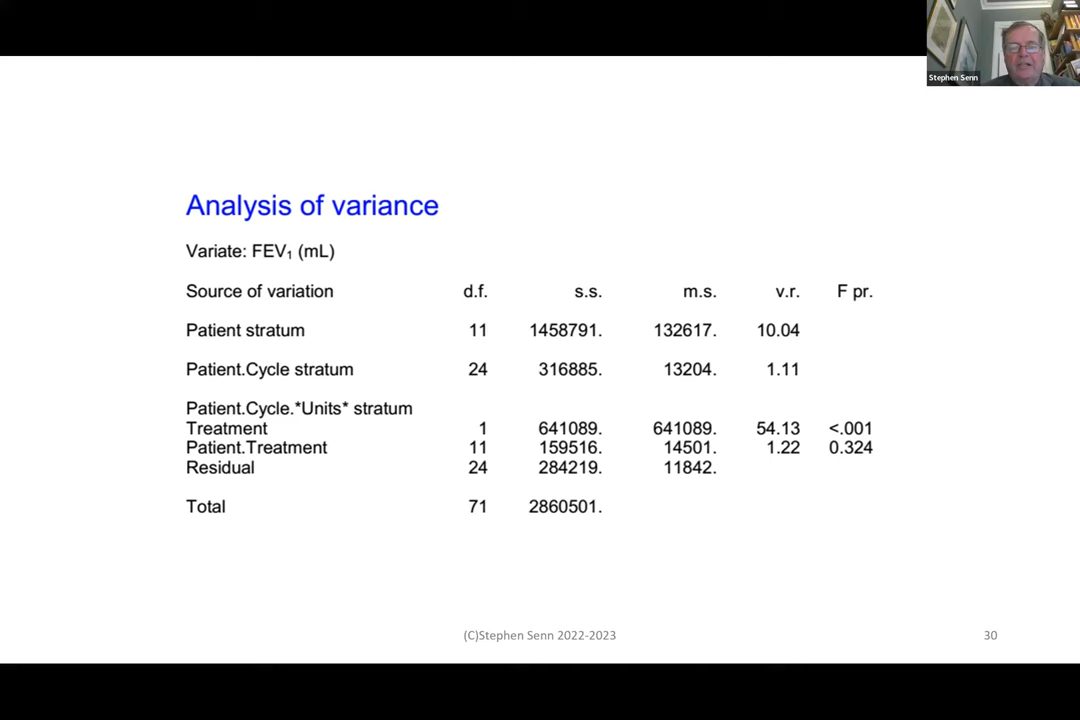 Stephen Senn
Analysis of variance
Variate: FEV₁ (mL)
Source of variation d.f. s.s. m.s. v.r. F pr.
Patient stratum 11 1458791. 132617. 10.04
Patient.Cycle stratum 24 316885. 13204. 1.11
Patient.Cycle.*Units* stratum
Treatment 1 641089. 641089. 54.13 <.001
Patient.Treatment 11 159516. 14501. 1.22 0.324
Residual 24 284219. 11842.
Total 71 2860501.
(C)Stephen Senn 2022-2023 30